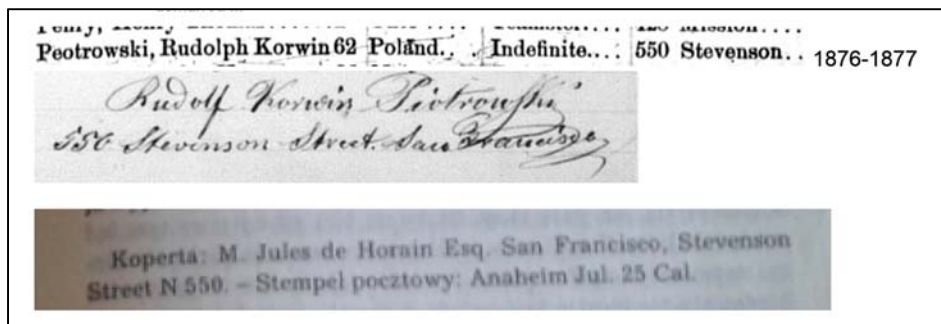 Peotrowski, Rudolph Korwin 62 Poland.. Indefinite.... 550 Stevenson.. 1876-1877
Rudolf Korwin Piotrowski
550 Stevinson Street. San Francisco
Koperta: M. Jules de Horain Esq. San Francisco, Stevenson
Street N 550. – Stempel pocztowy: Anaheim Jul. 25 Cal.